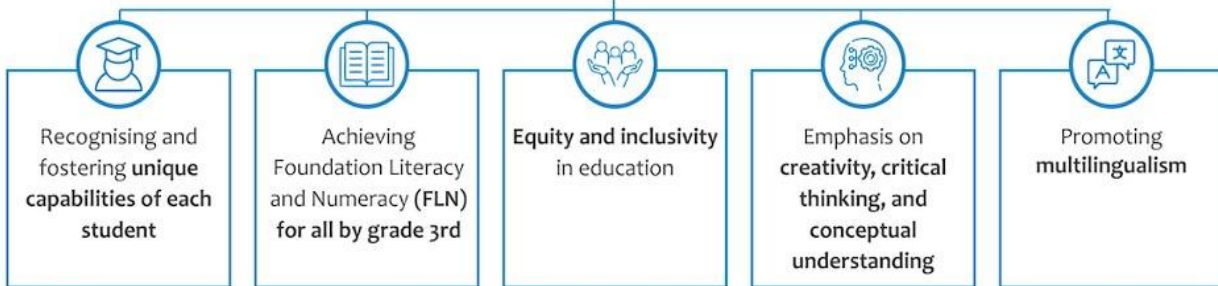 Recognising and
fostering unique
capabilities of each
student
Achieving
Foundation Literacy
and Numeracy (FLN)
for all by grade 3rd
Equity and inclusivity
in education
Emphasis on
creativity, critical
thinking, and
conceptual
understanding
A
文
Promoting
multilingualism